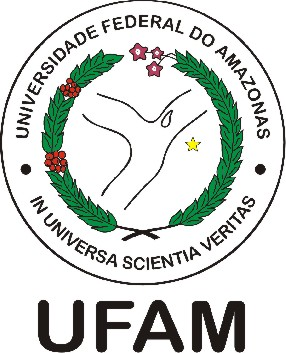 UNIVERSIDADE FEDERAL DO AMAZONAS
IN UNIVERSA SCIENTIA VERITAS
UFAM